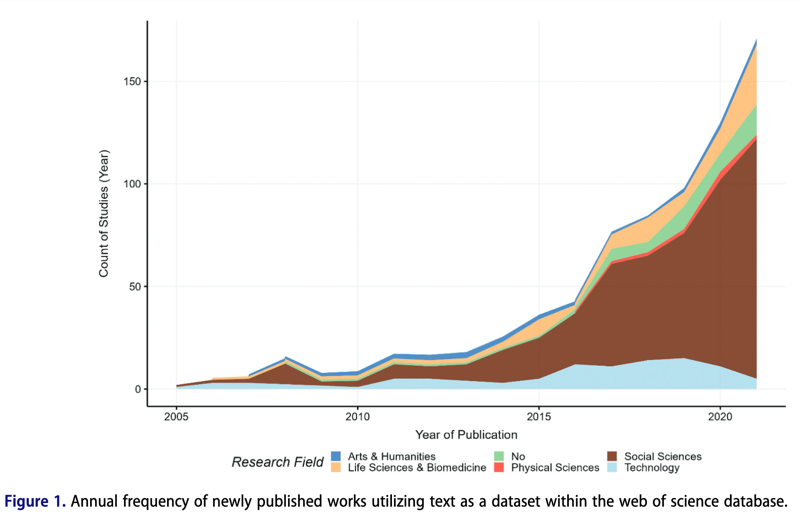 150
100
50
0
Count of Studies (Year)
2005
2010
2015
2020
Year of Publication
Research Field
Arts & Humanities
No
Social Sciences
Life Sciences & Biomedicine
Physical Sciences
Technology
Figure 1. Annual frequency of newly published works utilizing text as a dataset within the web of science database.